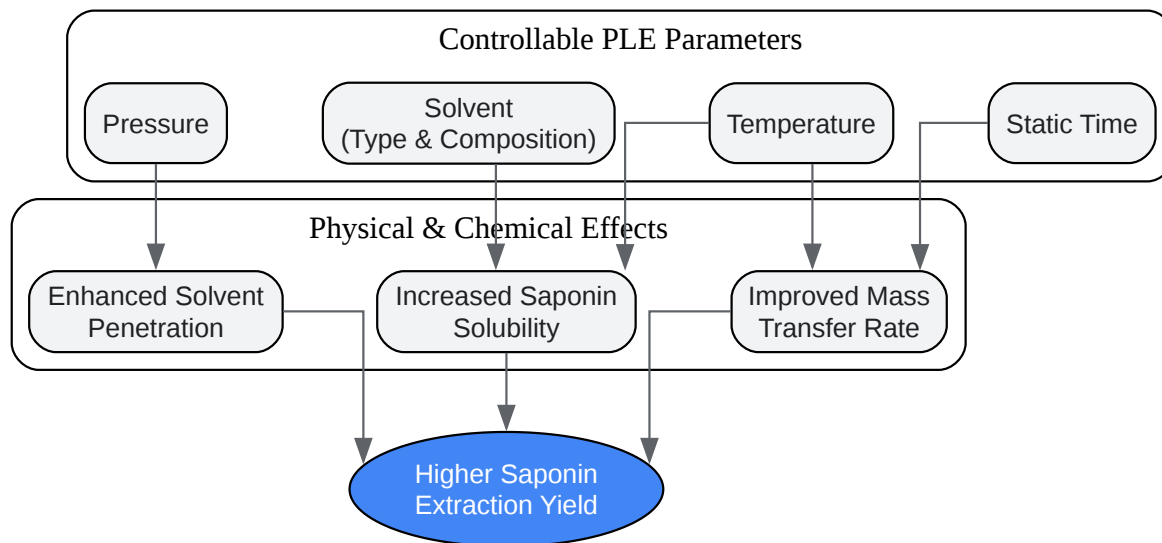 Controllable PLE Parameters
Pressure
Solvent
(Type & Composition)
Temperature
Static Time
Physical & Chemical Effects
Enhanced Solvent
Penetration
Increased Saponin
Solubility
Improved Mass
Transfer Rate
Higher Saponin
Extraction Yield